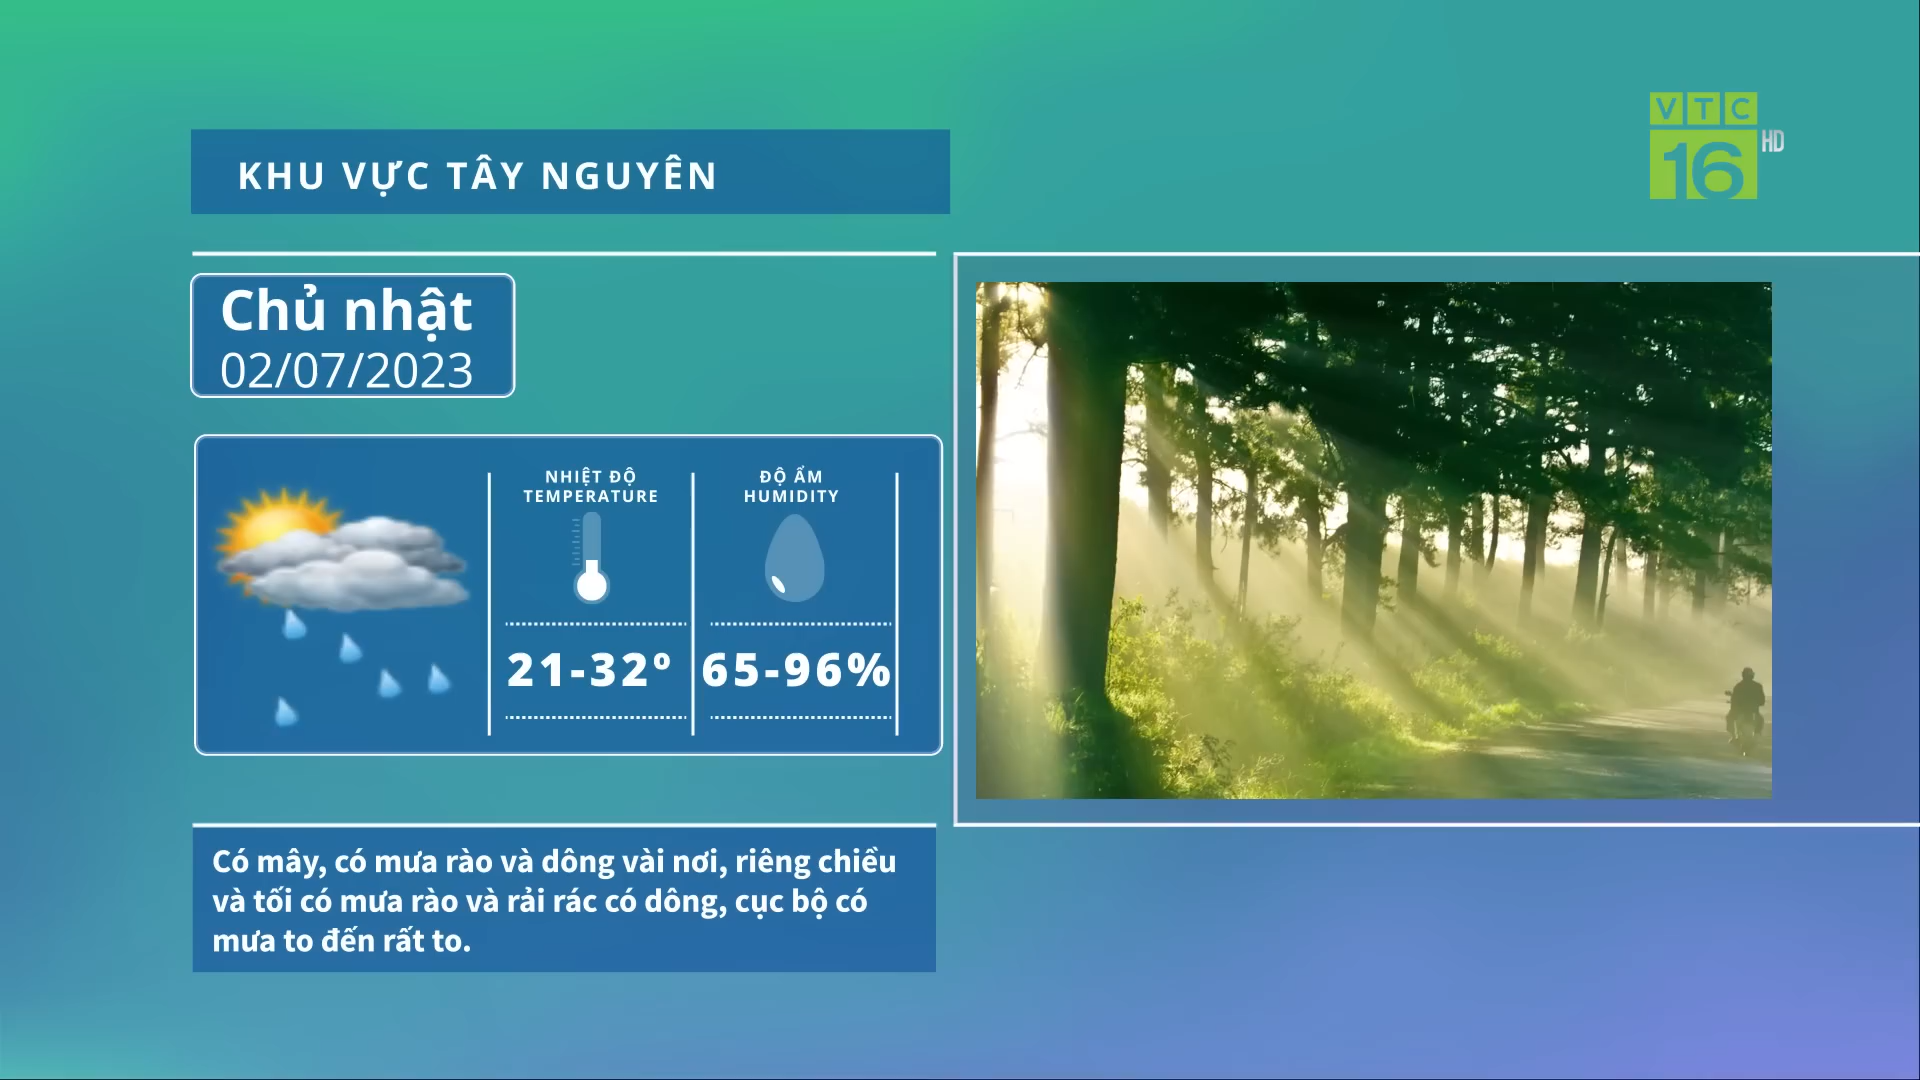 VTC
16 HD
KHU VỰC TÂY NGUYÊN
Chủ nhật
02/07/2023
NHIỆT ĐỘ
TEMPERATURE
21-32º
ĐỘ ẨM
HUMIDITY
65-96%
Có mây, có mưa rào và dông vài nơi, riêng chiều
và tối có mưa rào và rải rác có dông, cục bộ có
mưa to đến rất to.